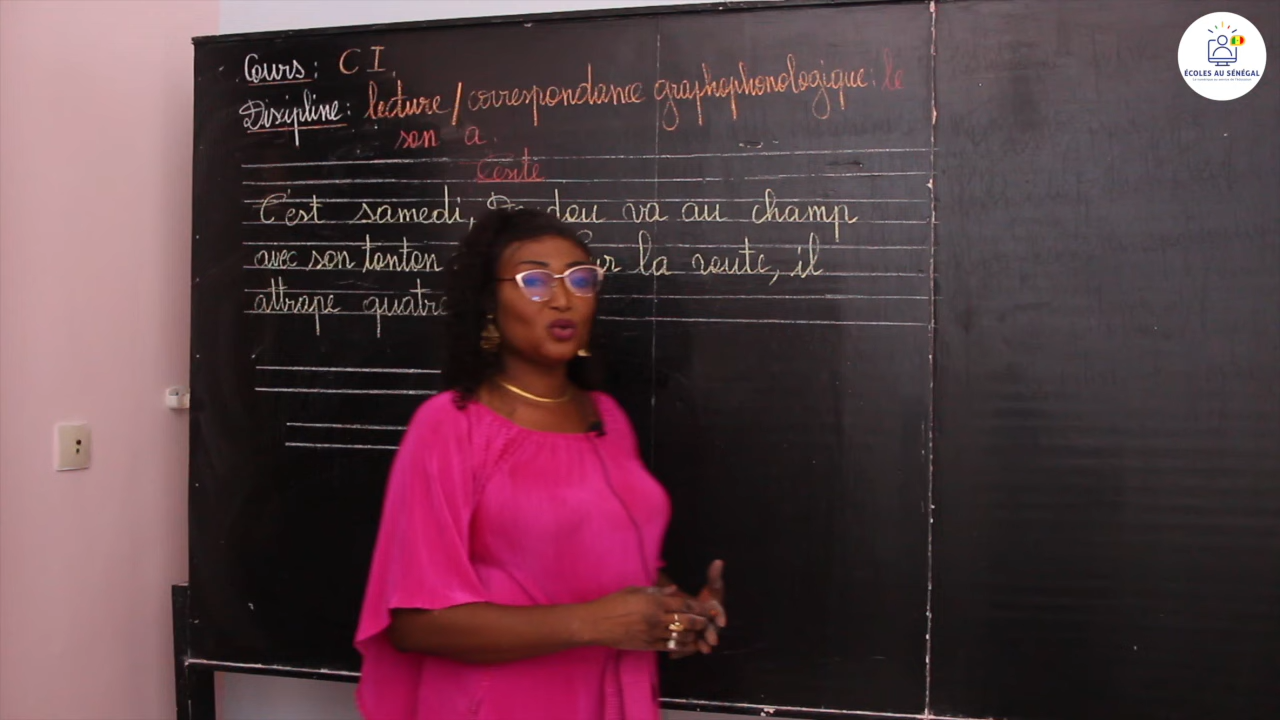 Cours : C I.
Discipline : lecture / correspondance graphophonologique : le
son a.
C'est samedi, va au champ
avec son tonton la route, il
attrape quatre
ÉCOLES AU SÉNÉGAL